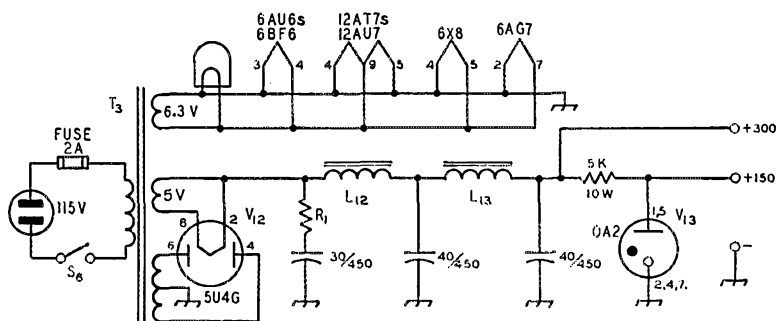 6AU6s
6BF6
12AT7s
12AU7
6X8
6AG7
3
4
4
9
5
4
5
2
7
T3
6.3 V
FUSE
2A
+300
5K
10W
+150
115V
5V
L12
L13
8
2
V12
R1
1,5
V13
OA2
6
4
30/450
40/450
40/450
-
S6
5U4G
2,4,7.